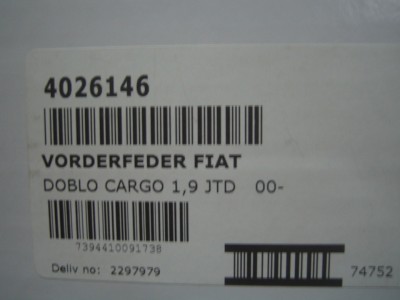 4026146
VORDERFEDER FIAT
DOBLO CARGO 1,9 JTD 00-
7394410091738
Deliv no: 2297979
74752